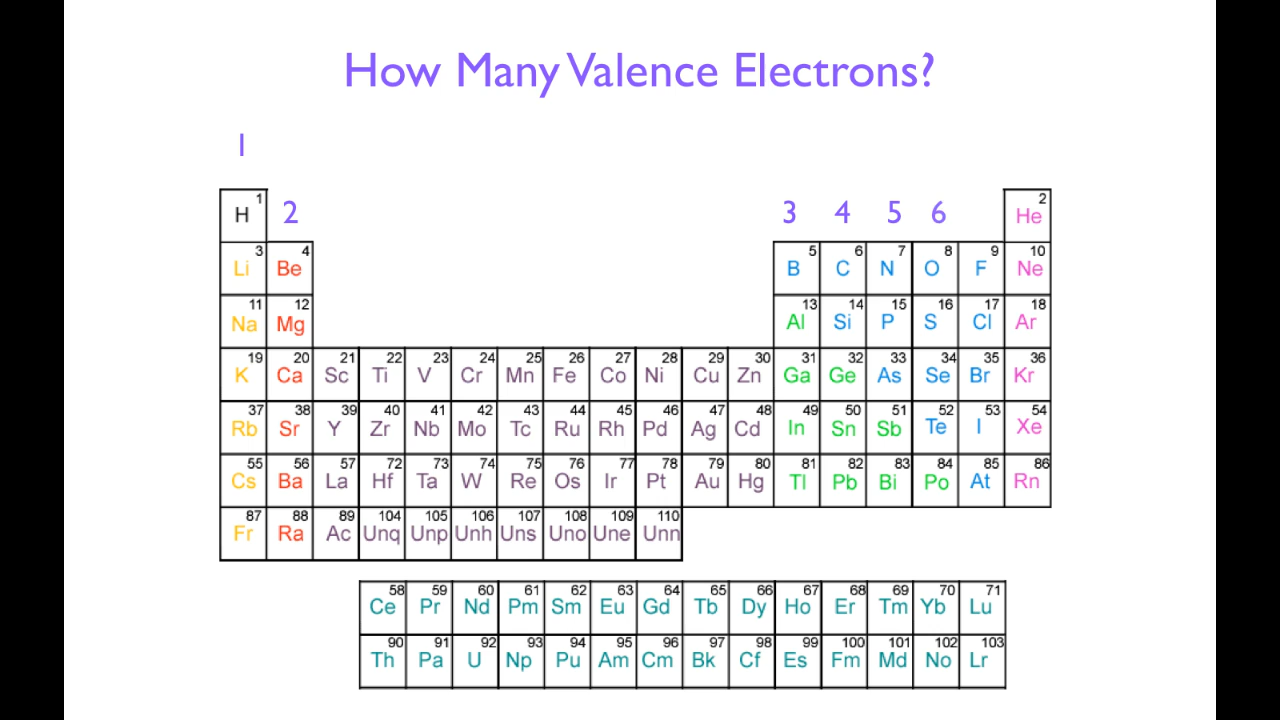 How Many Valence Electrons?
1
1 2
H 2 3 4 5 6 He
3 4 5 6 7 8 9 10
Li Be B C N O F Ne
11 12 13 14 15 16 17 18
Na Mg Al Si P S Cl Ar
19 20 21 22 23 24 25 26 27 28 29 30 31 32 33 34 35 36
K Ca Sc Ti V Cr Mn Fe Co Ni Cu Zn Ga Ge As Se Br Kr
37 38 39 40 41 42 43 44 45 46 47 48 49 50 51 52 53 54
Rb Sr Y Zr Nb Mo Tc Ru Rh Pd Ag Cd In Sn Sb Te I Xe
55 56 57 72 73 74 75 76 77 78 79 80 81 82 83 84 85 86
Cs Ba La Hf Ta W Re Os Ir Pt Au Hg Tl Pb Bi Po At Rn
87 88 89 104 105 106 107 108 109 110
Fr Ra Ac Unq Unp Unh Uns Uno Une Unn
58 59 60 61 62 63 64 65 66 67 68 69 70 71
Ce Pr Nd Pm Sm Eu Gd Tb Dy Ho Er Tm Yb Lu
90 91 92 93 94 95 96 97 98 99 100 101 102 103
Th Pa U Np Pu Am Cm Bk Cf Es Fm Md No Lr